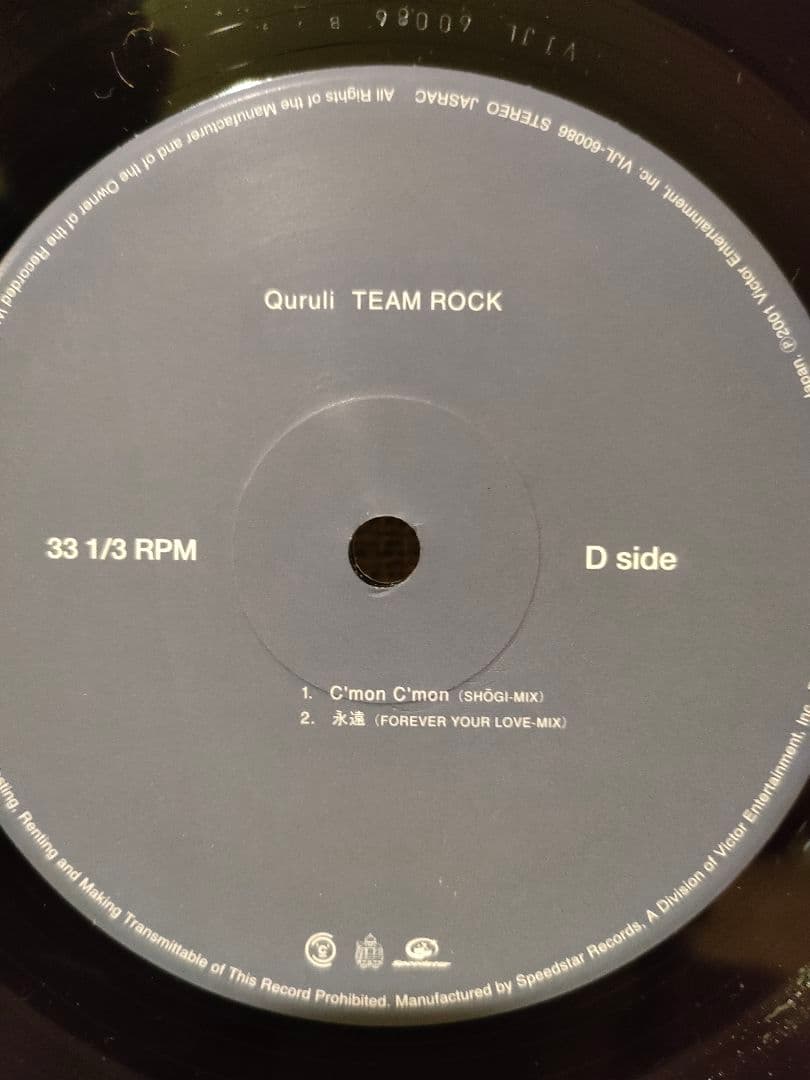 VIJL 60086 B
Japan. Ⓟ2001 Victor Entertainment, Inc. VIJL-60086 STEREO JASRAC All Rights of the Manufacturer and of the Owner of the Recorded
Quruli TEAM ROCK
33 1/3 RPM
D side
1. C'mon C'mon (SHŌGI-MIX)
2. 永遠 (FOREVER YOUR LOVE-MIX)
Renting and Making Transmittable of This Record Prohibited. Manufactured by Speedstar Records, A Division of Victor Entertainment, Inc.